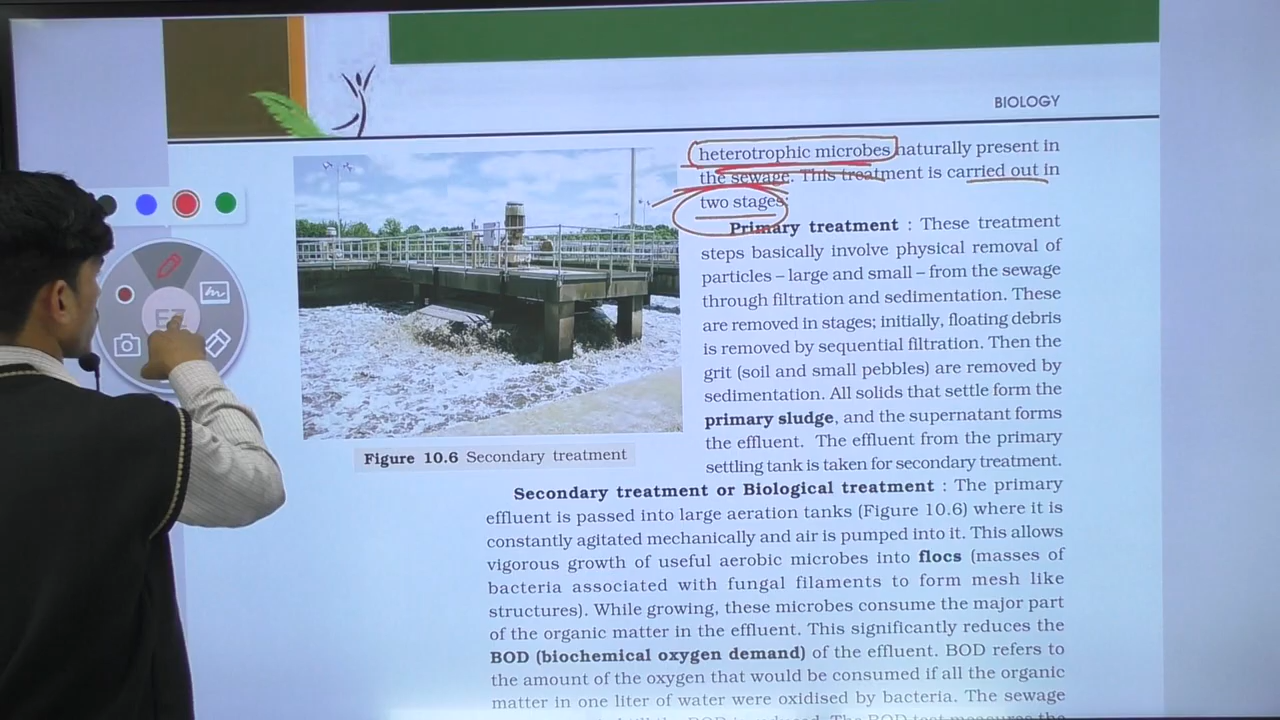 BIOLOGY
heterotrophic microbes naturally present in
the sewage. This treatment is carried out in
two stages:
Primary treatment : These treatment
steps basically involve physical removal of
particles – large and small – from the sewage
through filtration and sedimentation. These
are removed in stages; initially, floating debris
is removed by sequential filtration. Then the
grit (soil and small pebbles) are removed by
sedimentation. All solids that settle form the
primary sludge, and the supernatant forms
the effluent. The effluent from the primary
settling tank is taken for secondary treatment.
Figure 10.6 Secondary treatment
Secondary treatment or Biological treatment : The primary
effluent is passed into large aeration tanks (Figure 10.6) where it is
constantly agitated mechanically and air is pumped into it. This allows
vigorous growth of useful aerobic microbes into flocs (masses of
bacteria associated with fungal filaments to form mesh like
structures). While growing, these microbes consume the major part
of the organic matter in the effluent. This significantly reduces the
BOD (biochemical oxygen demand) of the effluent. BOD refers to
the amount of the oxygen that would be consumed if all the organic
matter in one liter of water were oxidised by bacteria. The sewage